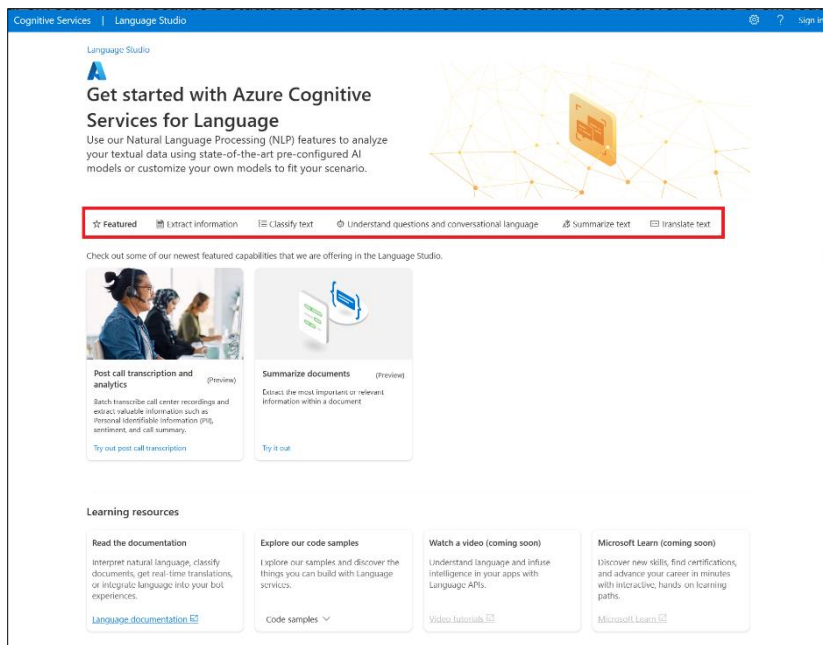 Cognitive Services | Language Studio
Sign in
Language Studio
Get started with Azure Cognitive
Services for Language
Use our Natural Language Processing (NLP) features to analyze
your textual data using state-of-the-art pre-configured AI
models or customize your own models to fit your scenario.
Featured Extract information Classify text Understand questions and conversational language Summarize text Translate text
Check out some of our newest featured capabilities that we are offering in the Language Studio.
Post call transcription and
analytics
(Preview)
Batch transcribe call center recordings and
extract valuable information such as
Personal Identifiable Information (PII),
sentiment, and call summary.
Try out post call transcription
Summarize documents (Preview)
Extract the most important or relevant
information within a document
Try it out
Learning resources
Read the documentation
Interpret natural language, classify
documents, get real-time translations,
or integrate language into your bot
experiences.
Language documentation
Explore our code samples
Explore our samples and discover the
things you can build with Language
services.
Code samples
Watch a video (coming soon)
Understand language and infuse
intelligence in your apps with
Language APIs.
Video tutorials
Microsoft Learn (coming soon)
Discover new skills, find certifications,
and advance your career in minutes
with interactive, hands-on learning
paths.
Microsoft Learn